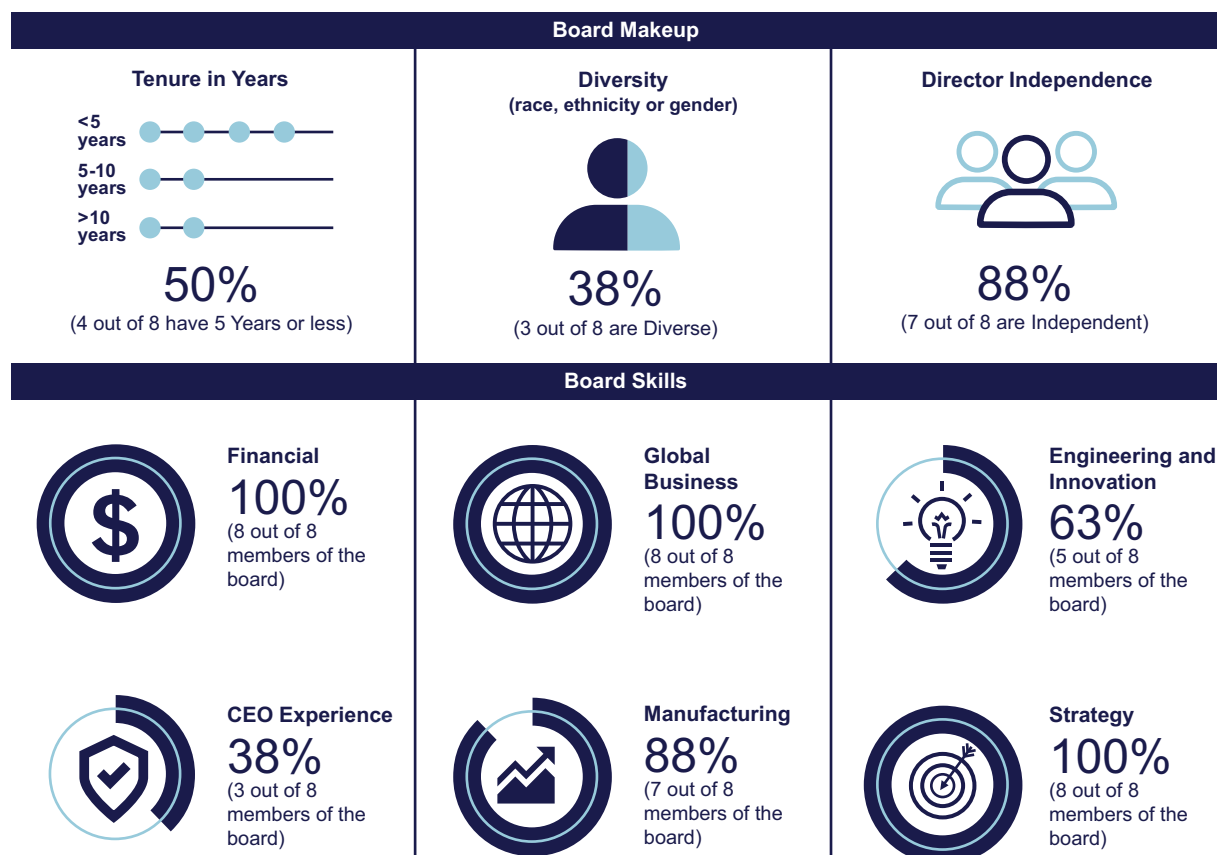 Board Makeup
Tenure in Years
<5
years
5-10
years
>10
years
50%
(4 out of 8 have 5 Years or less)
Diversity
(race, ethnicity or gender)
38%
(3 out of 8 are Diverse)
Director Independence
88%
(7 out of 8 are Independent)
Board Skills
Financial
100%
(8 out of 8
members of the
board)
Global
Business
100%
(8 out of 8
members of the
board)
Engineering and
Innovation
63%
(5 out of 8
members of the
board)
CEO Experience
38%
(3 out of 8
members of the
board)
Manufacturing
88%
(7 out of 8
members of the
board)
Strategy
100%
(8 out of 8
members of the
board)